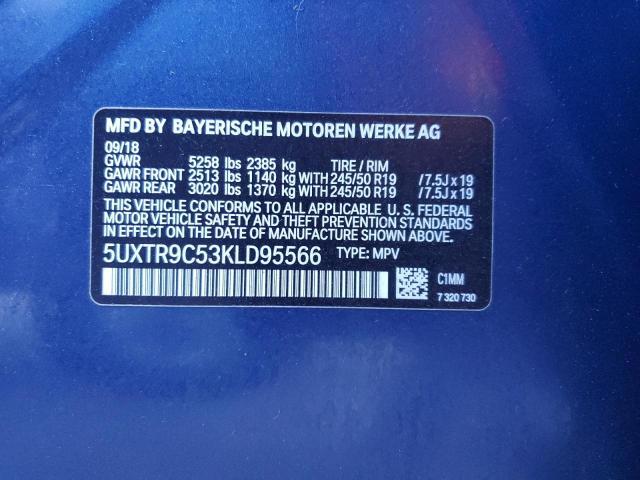 MFD BY BAYERISCHE MOTOREN WERKE AG
09/18
GVWR 5258 lbs 2385 kg TIRE / RIM
GAWR FRONT 2513 lbs 1140 kg WITH 245/50 R19 /7.5J x 19
GAWR REAR 3020 lbs 1370 kg WITH 245/50 R19 /7.5J x 19
THIS VEHICLE CONFORMS TO ALL APPLICABLE U. S. FEDERAL
MOTOR VEHICLE SAFETY AND THEFT PREVENTION STANDARDS
IN EFFECT ON THE DATE OF MANUFACTURE SHOWN ABOVE.
5UXTR9C53KLD95566 TYPE: MPV
C1MM
7 320 730